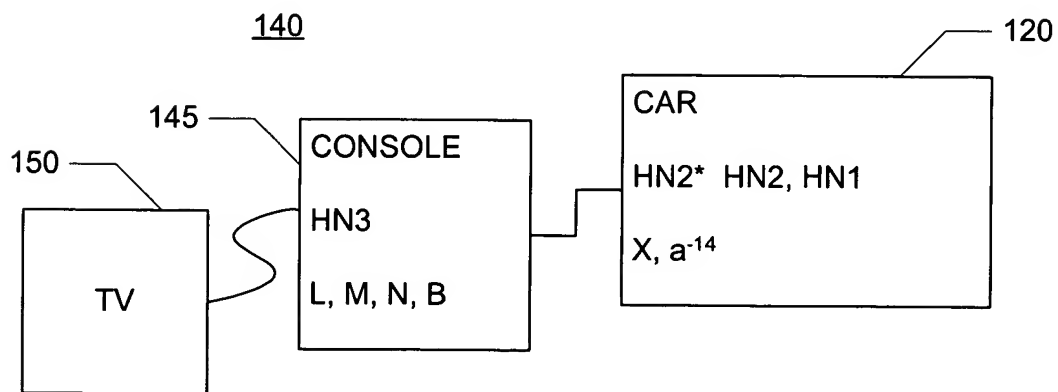 140
120
CAR
HN2* HN2, HN1
X, a⁻¹⁴
145
CONSOLE
HN3
L, M, N, B
150
TV